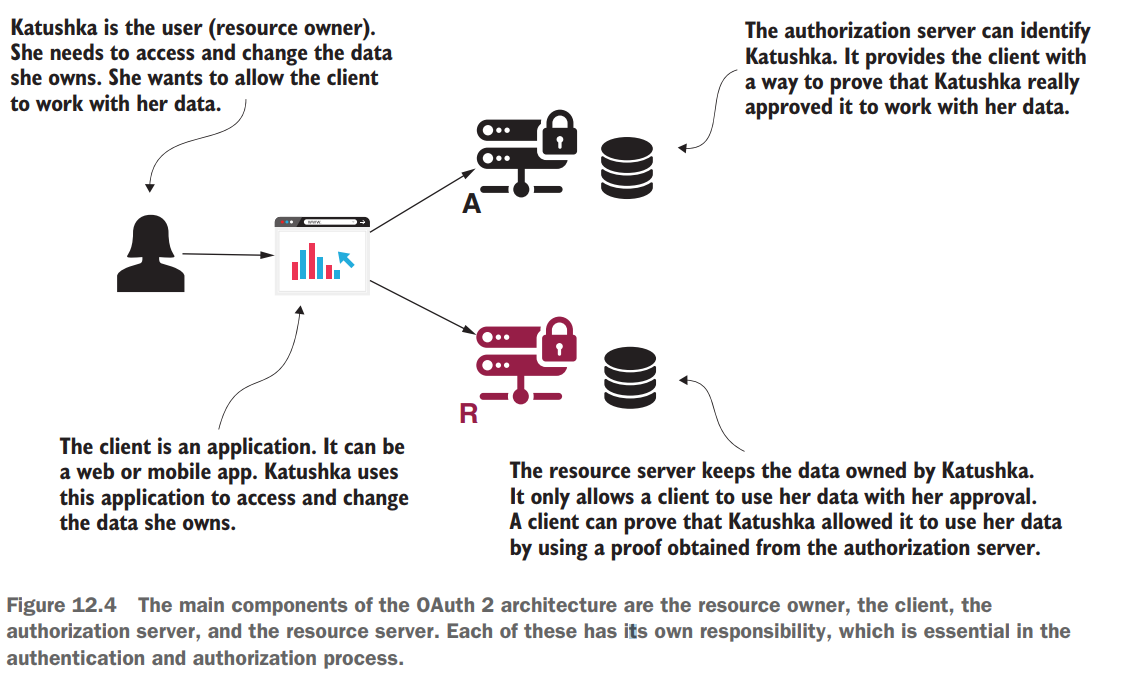 Katushka is the user (resource owner).
She needs to access and change the data
she owns. She wants to allow the client
to work with her data.
The authorization server can identify
Katushka. It provides the client with
a way to prove that Katushka really
approved it to work with her data.
A
www.
R
The client is an application. It can be
a web or mobile app. Katushka uses
this application to access and change
the data she owns.
The resource server keeps the data owned by Katushka.
It only allows a client to use her data with her approval.
A client can prove that Katushka allowed it to use her data
by using a proof obtained from the authorization server.
Figure 12.4 The main components of the OAuth 2 architecture are the resource owner, the client, the
authorization server, and the resource server. Each of these has its own responsibility, which is essential in the
authentication and authorization process.